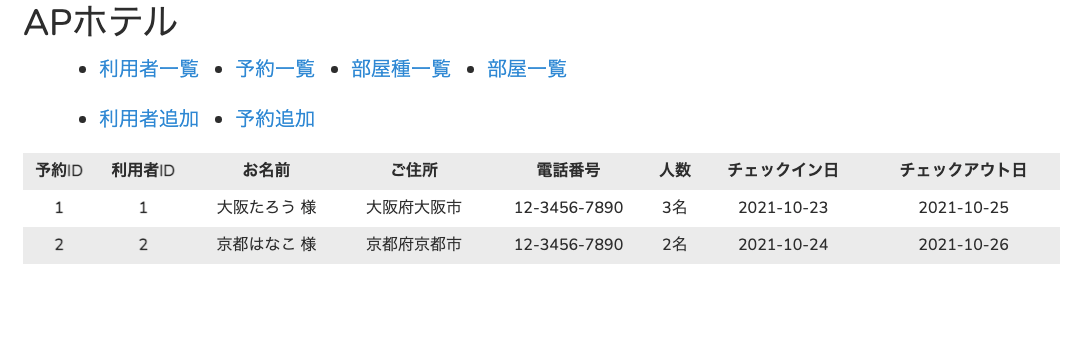 APホテル
• 利用者一覧 • 予約一覧 • 部屋種一覧 • 部屋一覧
• 利用者追加 • 予約追加
予約ID 利用者ID お名前 ご住所 電話番号 人数 チェックイン日 チェックアウト日
1 1 大阪たろう 様 大阪府大阪市 12-3456-7890 3名 2021-10-23 2021-10-25
2 2 京都はなこ 様 京都府京都市 12-3456-7890 2名 2021-10-24 2021-10-26